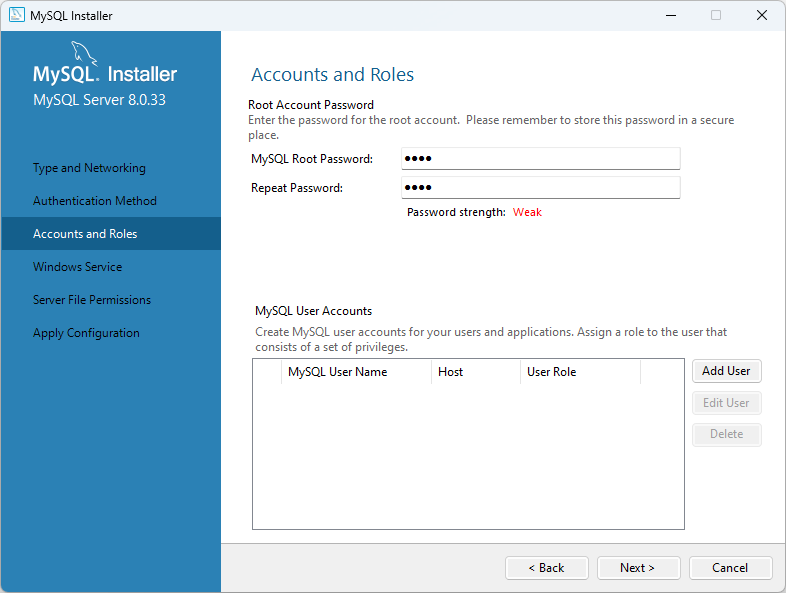 MySQL Installer
MySQL® Installer
MySQL Server 8.0.33
Type and Networking
Authentication Method
Accounts and Roles
Windows Service
Server File Permissions
Apply Configuration
Accounts and Roles
Root Account Password
Enter the password for the root account.  Please remember to store this password in a secure
place.
MySQL Root Password: ●●●●
Repeat Password: ●●●●
Password strength: Weak
MySQL User Accounts
Create MySQL user accounts for your users and applications. Assign a role to the user that
consists of a set of privileges.
MySQL User Name Host User Role
Add User
Edit User
Delete
< Back Next > Cancel